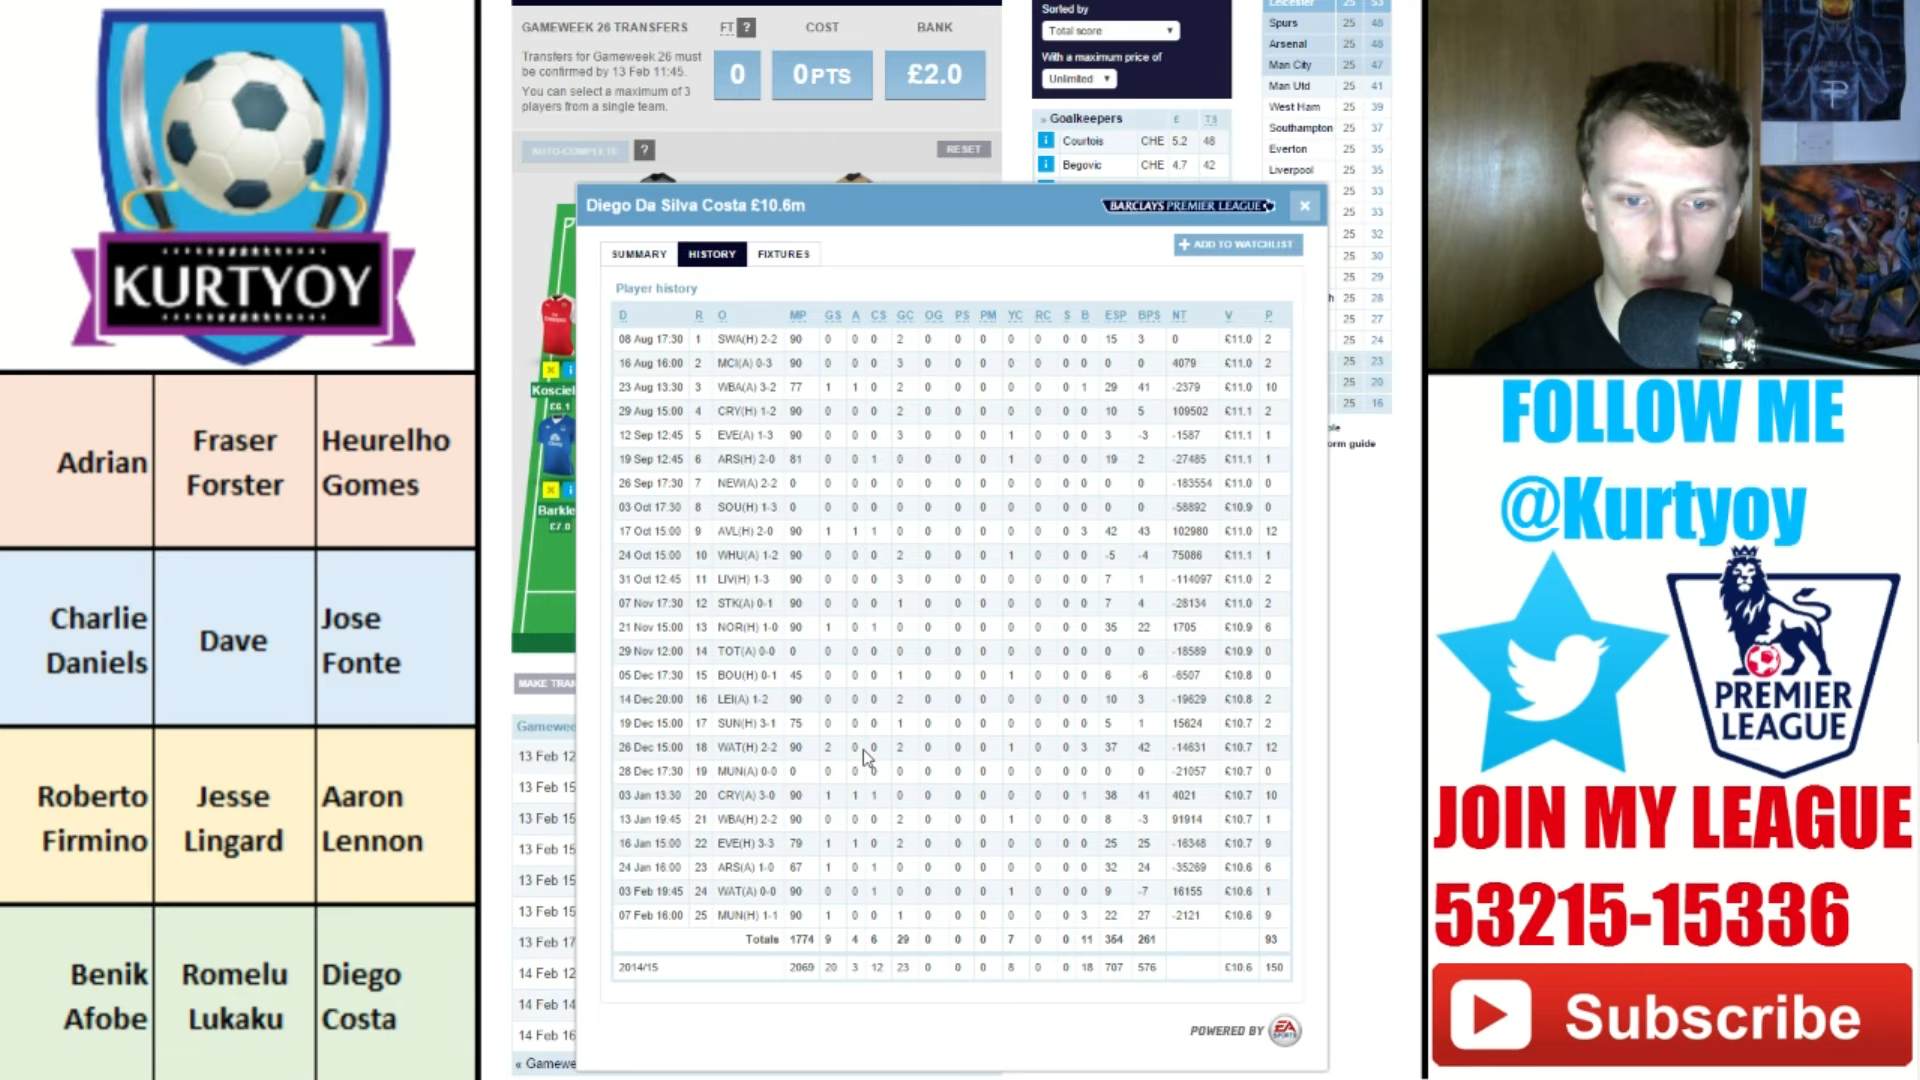 KURTYOY
Adrian
Fraser Forster
Heurelho Gomes
Charlie Daniels
Dave
Jose Fonte
Roberto Firmino
Jesse Lingard
Aaron Lennon
Benik Afobe
Romelu Lukaku
Diego Costa
GAMEWEEK 26 TRANSFERS FT ? COST BANK
Transfers for Gameweek 26 must
be confirmed by 13 Feb 11:45.
You can select a maximum of 3
players from a single team.
0 0PTS £2.0
AUTO-COMPLETE ? RESET
Sorted by
Total score
With a maximum price of
Unlimited
» Goalkeepers £ TS
i Courtois CHE 5.2 48
i Begovic CHE 4.7 42
Leicester 25 53
Spurs 25 48
Arsenal 25 48
Man City 25 47
Man Utd 25 41
West Ham 25 39
Southampton 25 37
Everton 25 35
Liverpool 25 35
25 33
25 33
25 32
25 30
25 29
h 25 28
25 27
25 24
25 23
25 20
25 16
orm guide
Kosciel
£6.1
Barkle
£7.0
MAKE TRAN
Gamewee
13 Feb 12
13 Feb 15
13 Feb 15
13 Feb 15
13 Feb 15
13 Feb 15
13 Feb 17
14 Feb 12
14 Feb 14
14 Feb 16
« Gamewe
Diego Da Silva Costa £10.6m
BARCLAYS PREMIER LEAGUE
×
SUMMARY HISTORY FIXTURES
+ ADD TO WATCHLIST
Player history
D R O MP GS A CS GC OG PS PM YC RC S B ESP BPS NT V P
08 Aug 17:30 1 SWA(H) 2-2 90 0 0 0 2 0 0 0 0 0 0 0 15 3 0 £11.0 2
16 Aug 16:00 2 MCI(A) 0-3 90 0 0 0 3 0 0 0 0 0 0 0 0 0 4079 £11.0 2
23 Aug 13:30 3 WBA(A) 3-2 77 1 1 0 2 0 0 0 0 0 0 1 29 41 -2379 £11.0 10
29 Aug 15:00 4 CRY(H) 1-2 90 0 0 0 2 0 0 0 0 0 0 0 10 5 109502 £11.1 2
12 Sep 12:45 5 EVE(A) 1-3 90 0 0 0 3 0 0 0 1 0 0 0 3 -3 -1587 £11.1 1
19 Sep 12:45 6 ARS(H) 2-0 81 0 0 1 0 0 0 0 1 0 0 0 19 2 -27485 £11.1 1
26 Sep 17:30 7 NEW(A) 2-2 0 0 0 0 0 0 0 0 0 0 0 0 0 0 -183554 £11.0 0
03 Oct 17:30 8 SOU(H) 1-3 0 0 0 0 0 0 0 0 0 0 0 0 0 0 -58892 £10.9 0
17 Oct 15:00 9 AVL(H) 2-0 90 1 1 1 0 0 0 0 0 0 0 3 42 43 102980 £11.0 12
24 Oct 15:00 10 WHU(A) 1-2 90 0 0 0 2 0 0 0 1 0 0 0 -5 -4 75086 £11.1 1
31 Oct 12:45 11 LIV(H) 1-3 90 0 0 0 3 0 0 0 0 0 0 0 7 1 -114097 £11.0 2
07 Nov 17:30 12 STK(A) 0-1 90 0 0 0 1 0 0 0 0 0 0 0 7 4 -28134 £11.0 2
21 Nov 15:00 13 NOR(H) 1-0 90 1 0 1 0 0 0 0 0 0 0 0 35 22 1705 £10.9 6
29 Nov 12:00 14 TOT(A) 0-0 0 0 0 0 0 0 0 0 0 0 0 0 0 0 -18589 £10.9 0
05 Dec 17:30 15 BOU(H) 0-1 45 0 0 0 1 0 0 0 1 0 0 0 6 -6 -6507 £10.8 0
14 Dec 20:00 16 LEI(A) 1-2 90 0 0 0 2 0 0 0 0 0 0 0 10 3 -19629 £10.8 2
19 Dec 15:00 17 SUN(H) 3-1 75 0 0 0 1 0 0 0 0 0 0 0 5 1 15624 £10.7 2
26 Dec 15:00 18 WAT(H) 2-2 90 2 0 0 2 0 0 0 1 0 0 3 37 42 -14631 £10.7 12
28 Dec 17:30 19 MUN(A) 0-0 0 0 0 0 0 0 0 0 0 0 0 0 0 0 -21057 £10.7 0
03 Jan 13:30 20 CRY(A) 3-0 90 1 1 1 0 0 0 0 0 0 0 1 38 41 4021 £10.7 10
13 Jan 19:45 21 WBA(H) 2-2 90 0 0 0 2 0 0 0 1 0 0 0 8 -3 91914 £10.7 1
16 Jan 15:00 22 EVE(H) 3-3 79 1 1 0 2 0 0 0 0 0 0 0 25 25 -16348 £10.7 9
24 Jan 16:00 23 ARS(A) 1-0 67 1 0 1 0 0 0 0 0 0 0 0 32 24 -35269 £10.6 6
03 Feb 19:45 24 WAT(A) 0-0 90 0 0 1 0 0 0 0 1 0 0 0 9 -7 16155 £10.6 1
07 Feb 16:00 25 MUN(H) 1-1 90 1 0 0 1 0 0 0 0 0 0 3 22 27 -2121 £10.6 9
Totals 1774 9 4 6 29 0 0 0 7 0 0 11 354 261 93
2014/15 2069 20 3 12 23 0 0 0 8 0 0 18 707 576 £10.6 150
POWERED BY EA SPORTS
FOLLOW ME
@Kurtyoy
PREMIER
LEAGUE
JOIN MY LEAGUE
53215-15336
Subscribe